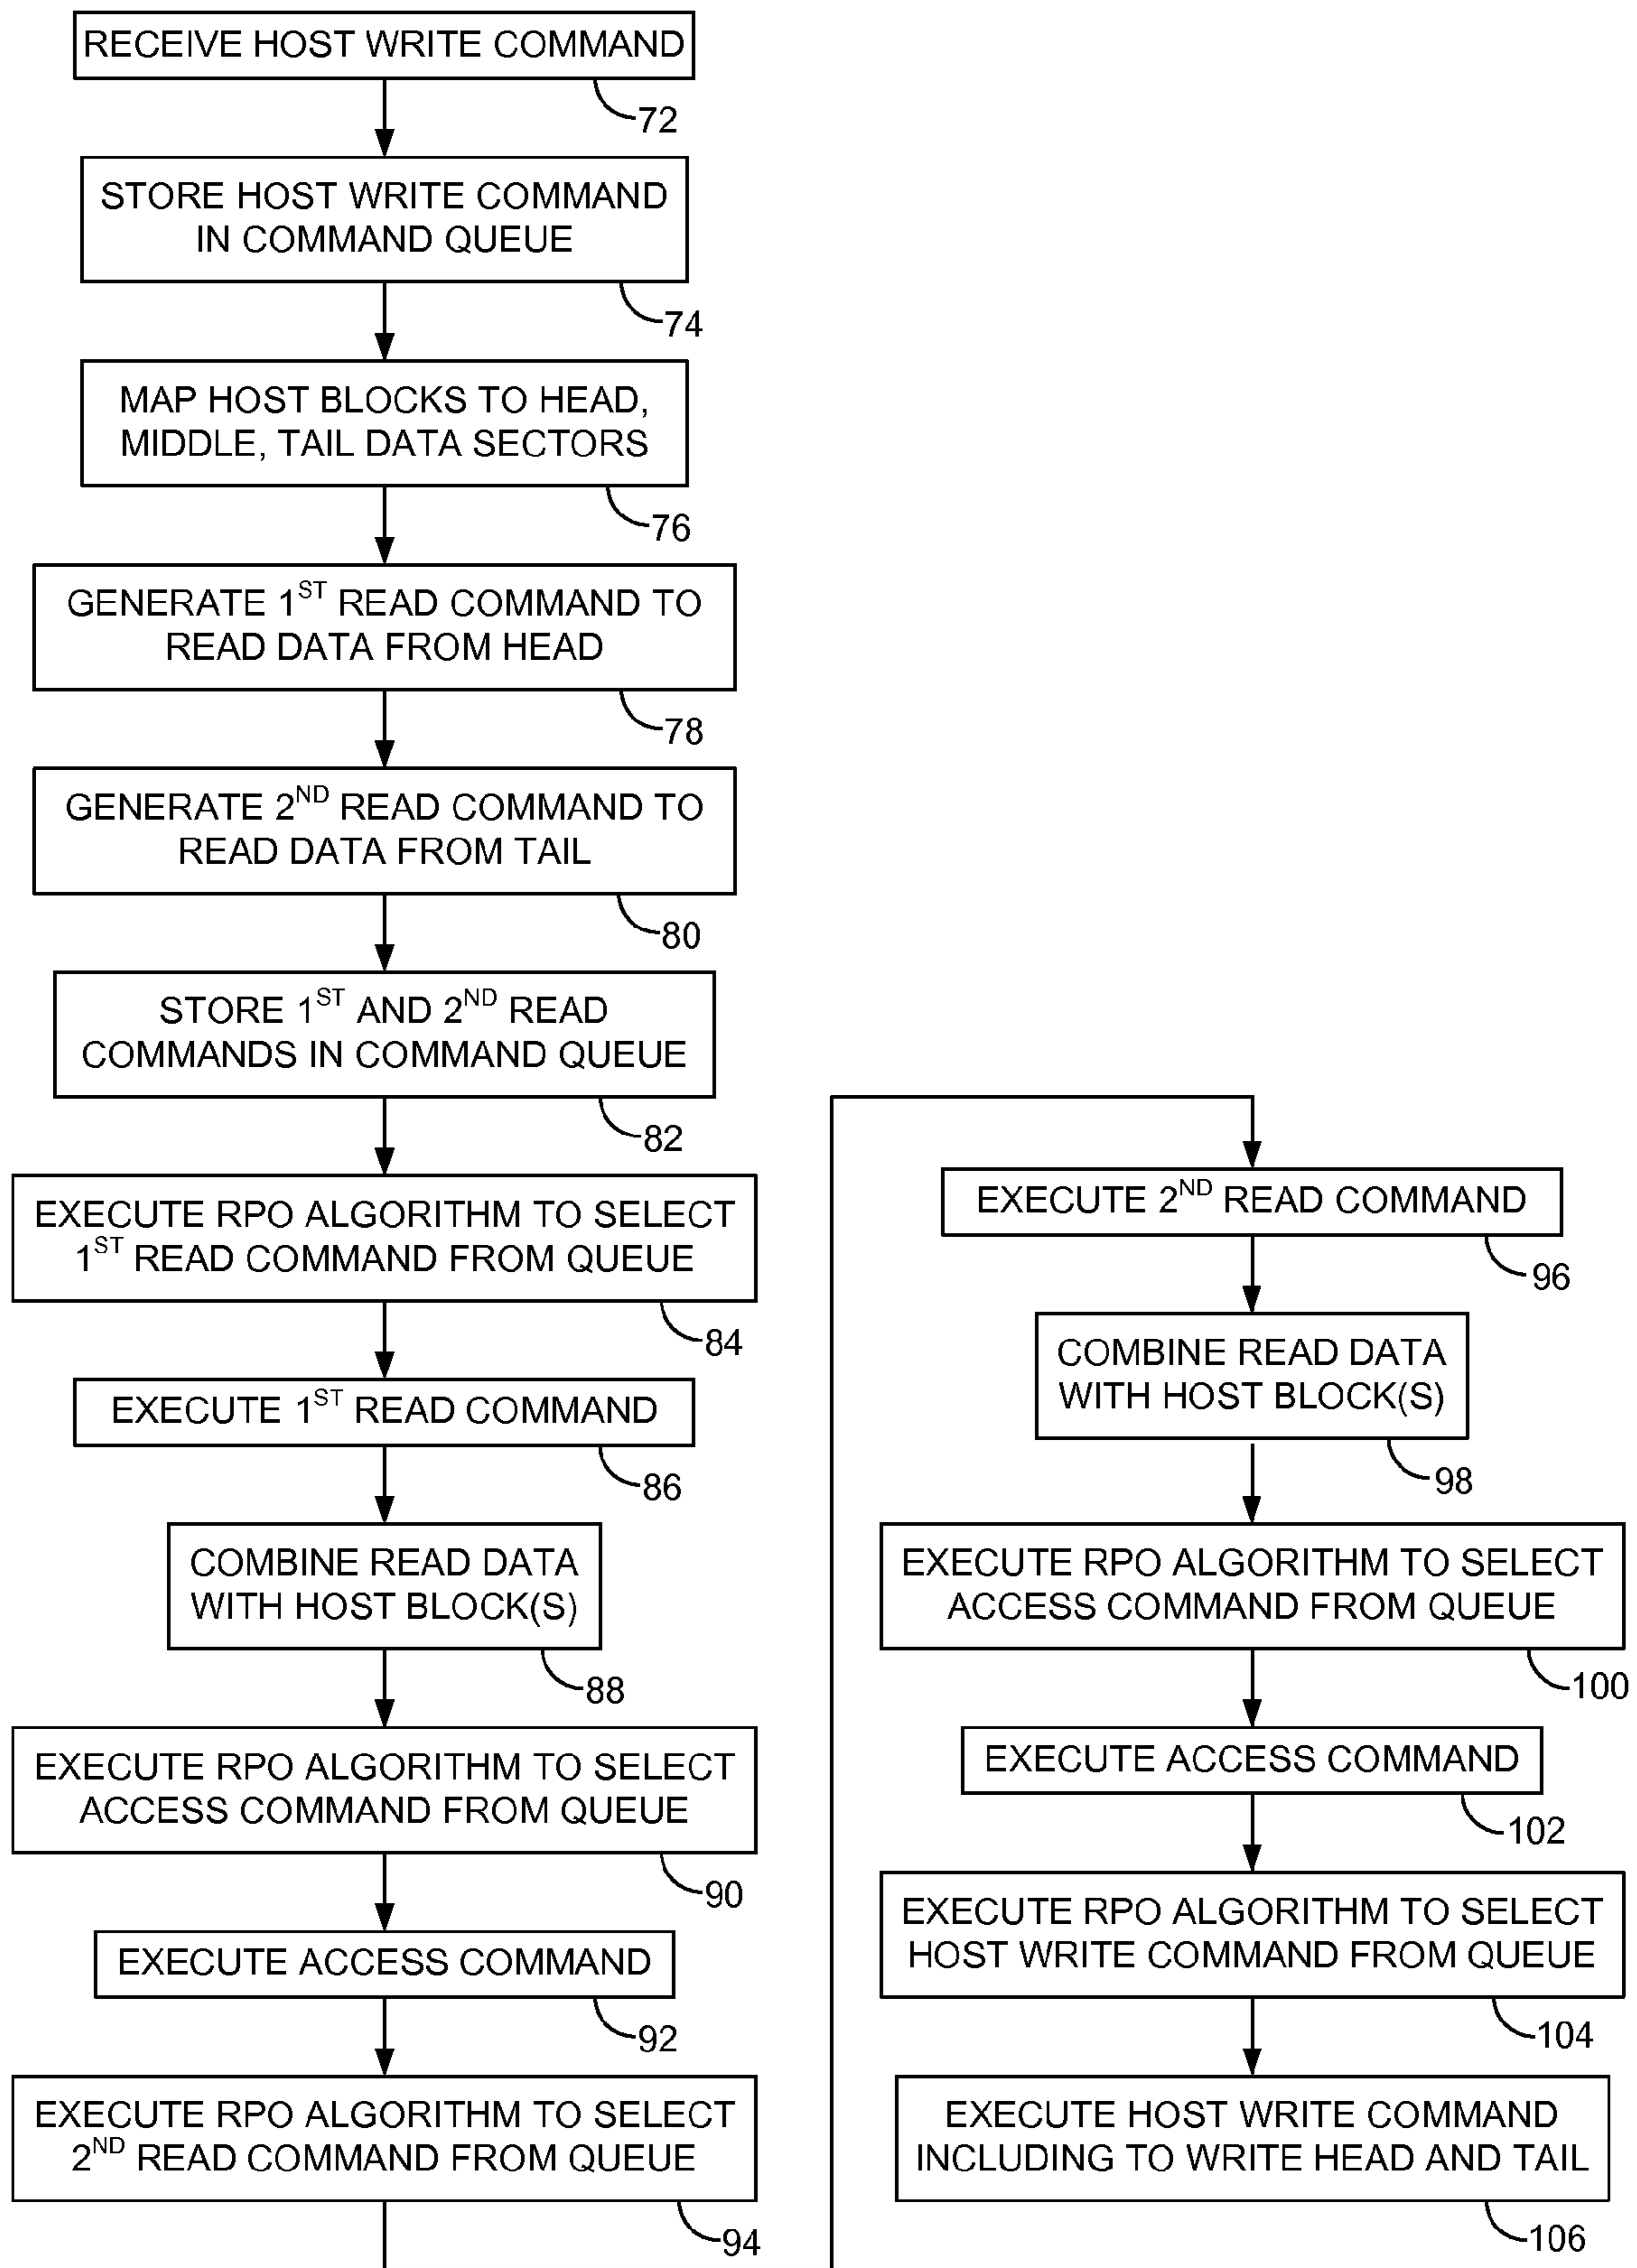 RECEIVE HOST WRITE COMMAND
72
STORE HOST WRITE COMMAND
IN COMMAND QUEUE
74
MAP HOST BLOCKS TO HEAD,
MIDDLE, TAIL DATA SECTORS
76
GENERATE 1ST READ COMMAND TO
READ DATA FROM HEAD
78
GENERATE 2ND READ COMMAND TO
READ DATA FROM TAIL
80
STORE 1ST AND 2ND READ
COMMANDS IN COMMAND QUEUE
82
EXECUTE RPO ALGORITHM TO SELECT
1ST READ COMMAND FROM QUEUE
84
EXECUTE 1ST READ COMMAND
86
COMBINE READ DATA
WITH HOST BLOCK(S)
88
EXECUTE RPO ALGORITHM TO SELECT
ACCESS COMMAND FROM QUEUE
90
EXECUTE ACCESS COMMAND
92
EXECUTE RPO ALGORITHM TO SELECT
2ND READ COMMAND FROM QUEUE
94
EXECUTE 2ND READ COMMAND
96
COMBINE READ DATA
WITH HOST BLOCK(S)
98
EXECUTE RPO ALGORITHM TO SELECT
ACCESS COMMAND FROM QUEUE
100
EXECUTE ACCESS COMMAND
102
EXECUTE RPO ALGORITHM TO SELECT
HOST WRITE COMMAND FROM QUEUE
104
EXECUTE HOST WRITE COMMAND
INCLUDING TO WRITE HEAD AND TAIL
106